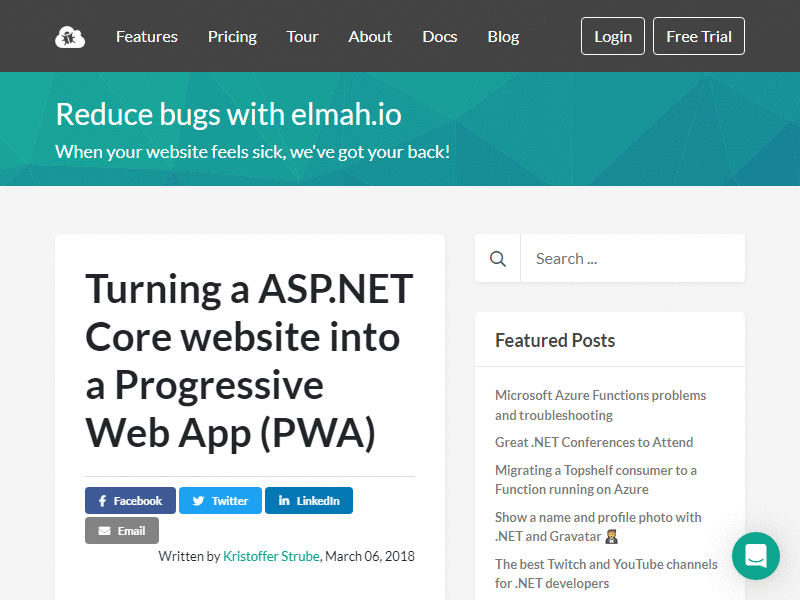 Features Pricing Tour About Docs Blog Login Free Trial
Reduce bugs with elmah.io
When your website feels sick, we've got your back!
Turning a ASP.NET
Core website into
a Progressive
Web App (PWA)
Facebook Twitter LinkedIn
Email
Written by Kristoffer Strube, March 06, 2018
Search ...
Featured Posts
Microsoft Azure Functions problems
and troubleshooting
Great .NET Conferences to Attend
Migrating a Topshelf consumer to a
Function running on Azure
Show a name and profile photo with
.NET and Gravatar 🤵
The best Twitch and YouTube channels
for .NET developers